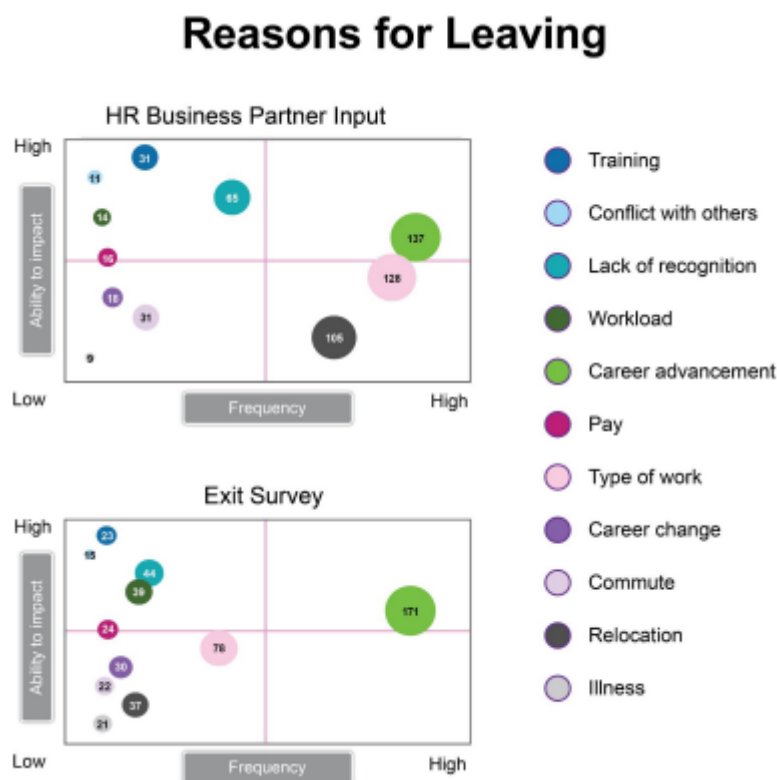 Reasons for Leaving
HR Business Partner Input
High
Ability to impact
Low
31
11
65
14
137
16
128
18
31
105
9
Frequency
High
Exit Survey
High
Ability to impact
Low
23
15
44
39
171
24
78
30
22
37
21
Frequency
High
Training
Conflict with others
Lack of recognition
Workload
Career advancement
Pay
Type of work
Career change
Commute
Relocation
Illness